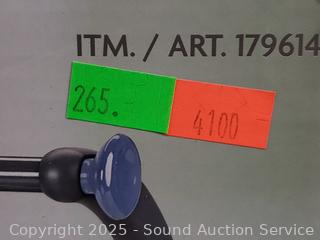 ITM. / ART. 179614
265.
4100
Copyright 2025 - Sound Auction Service